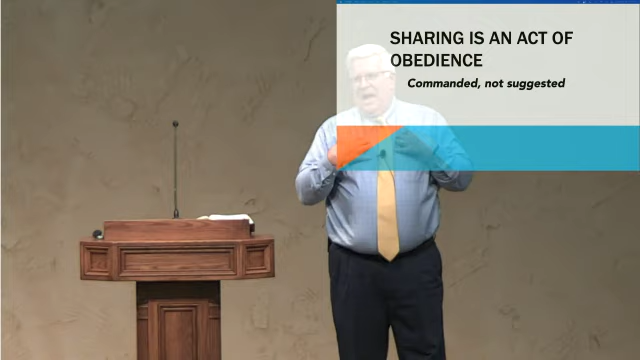 SHARING IS AN ACT OF
OBEDIENCE
Commanded, not suggested